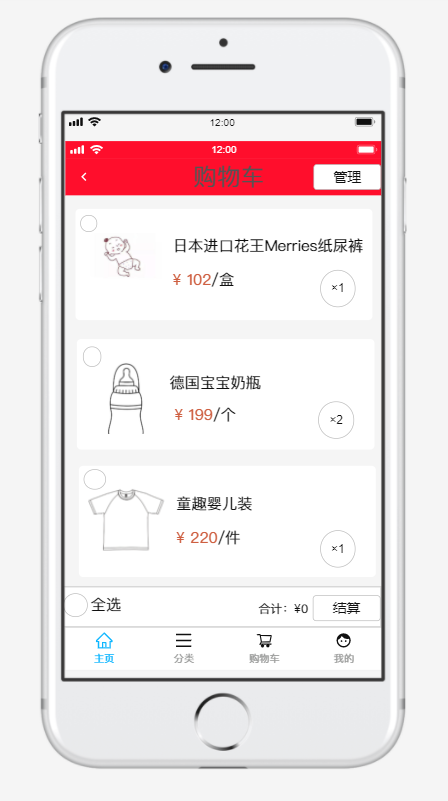 12:00
12:00
购物车
管理
日本进口花王Merries纸尿裤
¥ 102/盒
×1
德国宝宝奶瓶
¥ 199/个
×2
童趣婴儿装
¥ 220/件
×1
全选
合计：¥0
结算
主页
分类
购物车
我的